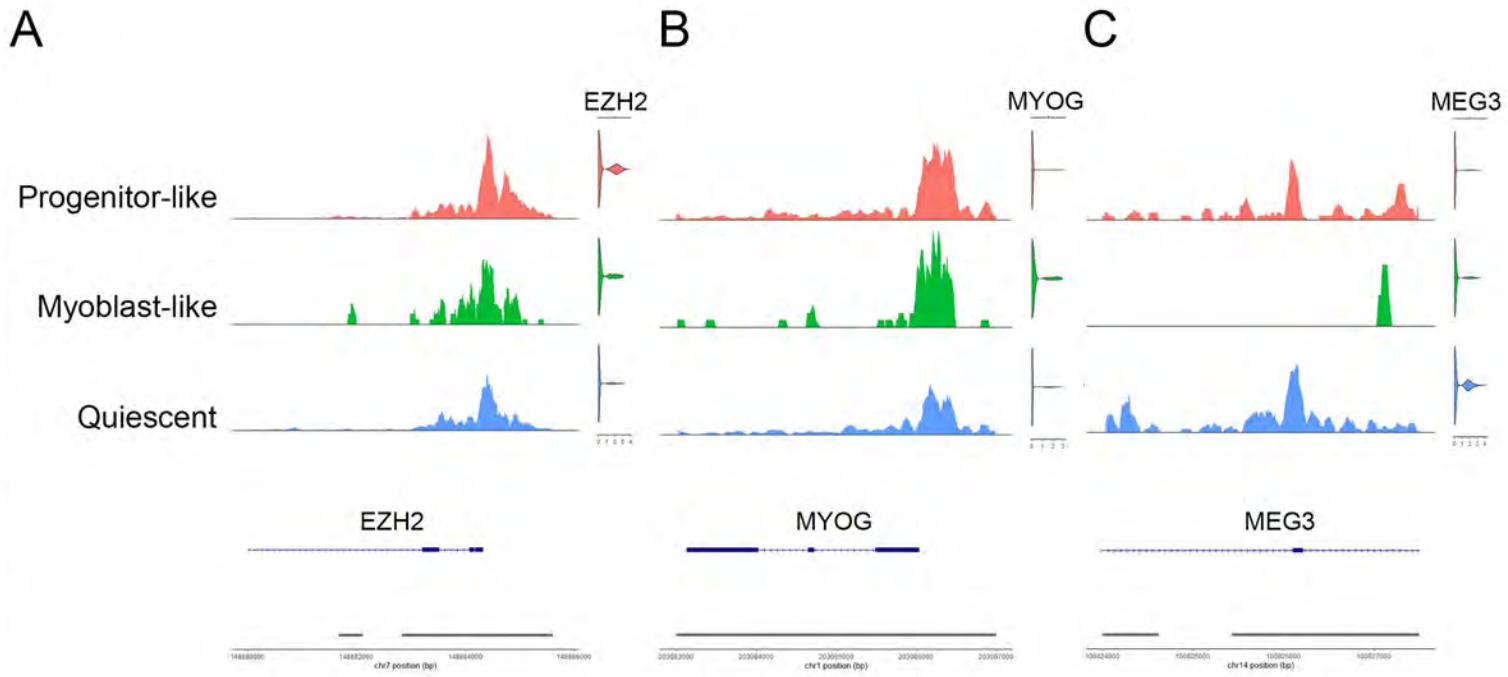 A B C
EZH2 MYOG MEG3
Progenitor-like
Myoblast-like
Quiescent
EZH2 MYOG MEG3
chr7 position (bp) chr1 position (bp) chr14 position (bp)